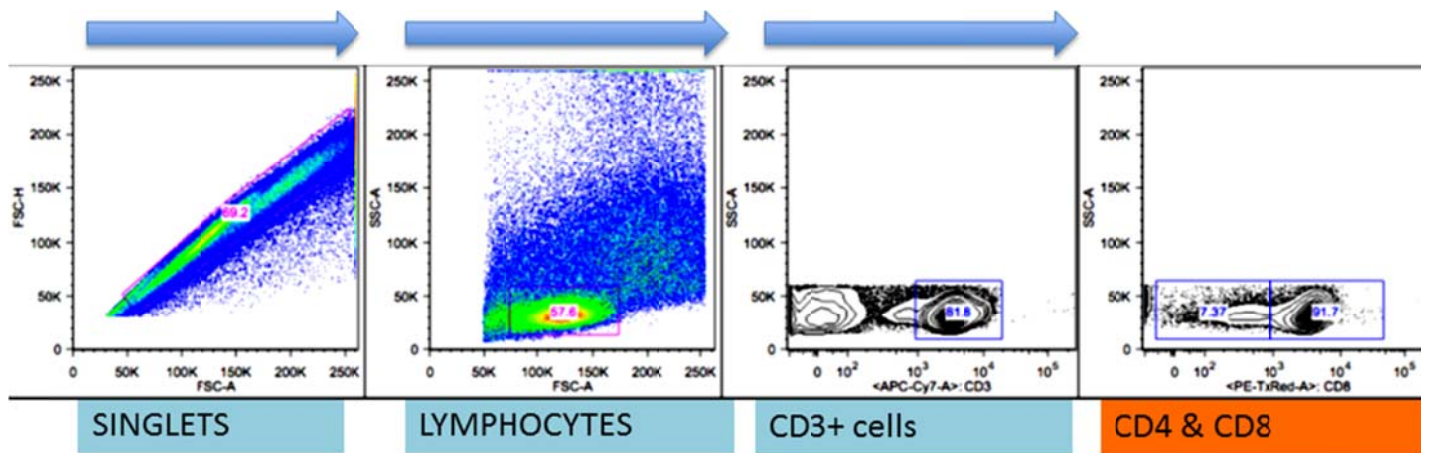 250K
200K
150K
100K
50K
0
FSC-H
69.2
0 50K 100K 150K 200K 250K
FSC-A
250K
200K
150K
100K
50K
0
SSC-A
57.6
0 50K 100K 150K 200K 250K
FSC-A
250K
200K
150K
100K
50K
0
SSC-A
81.8
0 10² 10³ 10⁴ 10⁵
<APC-Cy7-A>: CD3
250K
200K
150K
100K
50K
0
SSC-A
7.37
91.7
0 10² 10³ 10⁴ 10⁵
<PE-TxRed-A>: CD8
SINGLETS
LYMPHOCYTES
CD3+ cells
CD4 & CD8